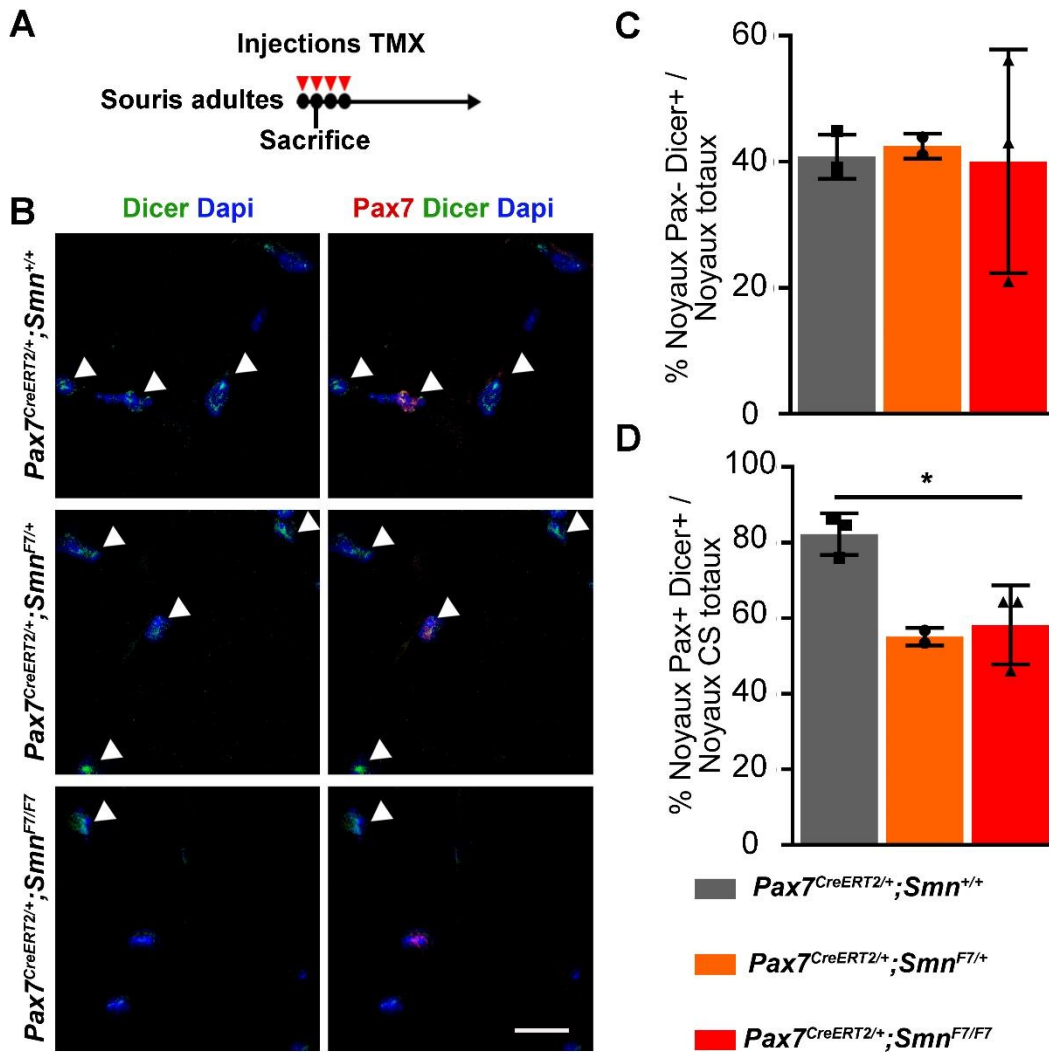 A
Injections TMX
Souris adultes
Sacrifice
B
Dicer Dapi
Pax7 Dicer Dapi
Pax7CreERT2/+;Smn+/+
Pax7CreERT2/+;SmnF7/+
Pax7CreERT2/+;SmnF7/F7
C
% Noyaux Pax- Dicer+ /
Noyaux totaux
60
40
20
0
D
% Noyaux Pax+ Dicer+ /
Noyaux CS totaux
100
80
60
40
20
0
*
Pax7CreERT2/+;Smn+/+
Pax7CreERT2/+;SmnF7/+
Pax7CreERT2/+;SmnF7/F7